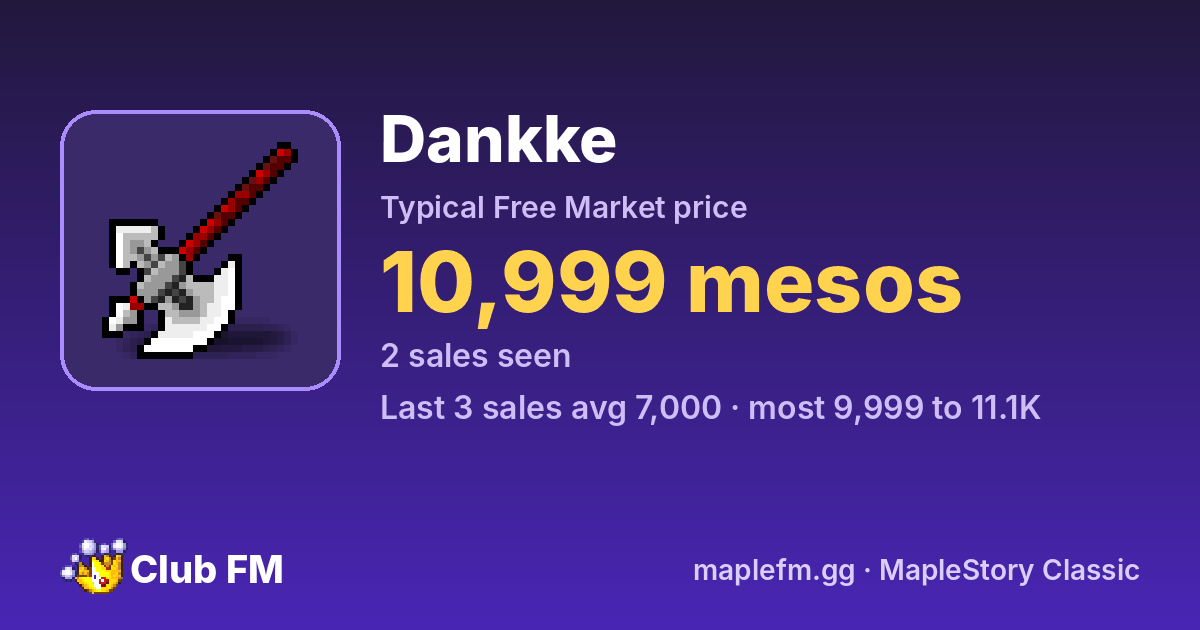 Dankke
Typical Free Market price
10,999 mesos
2 sales seen
Last 3 sales avg 7,000 · most 9,999 to 11.1K
Club FM
maplefm.gg · MapleStory Classic